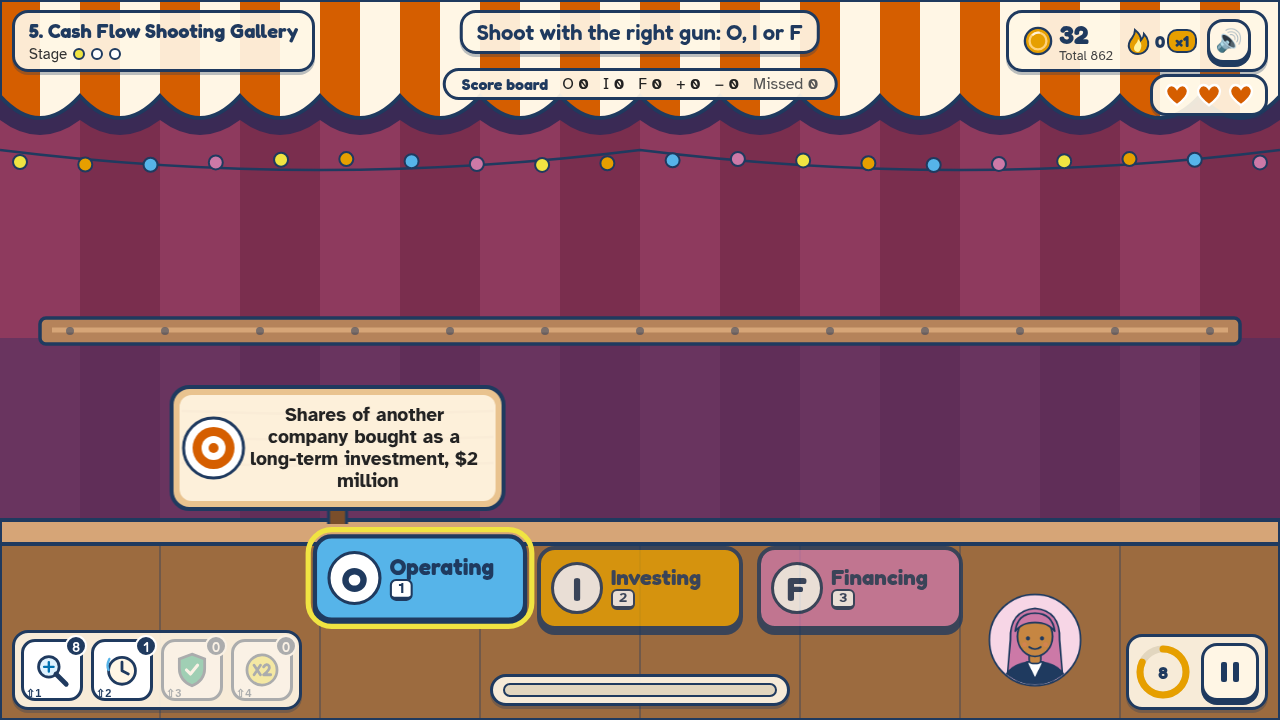 5. Cash Flow Shooting Gallery
Stage
Shoot with the right gun: O, I or F
Score board O 0 I 0 F 0 + 0 – 0 Missed 0
32
Total 862
0 x1
Shares of another
company bought as a
long-term investment, $2
million
O Operating
1
I Investing
2
F Financing
3
8
⇧1
1
⇧2
0
⇧3
X2
0
⇧4
8